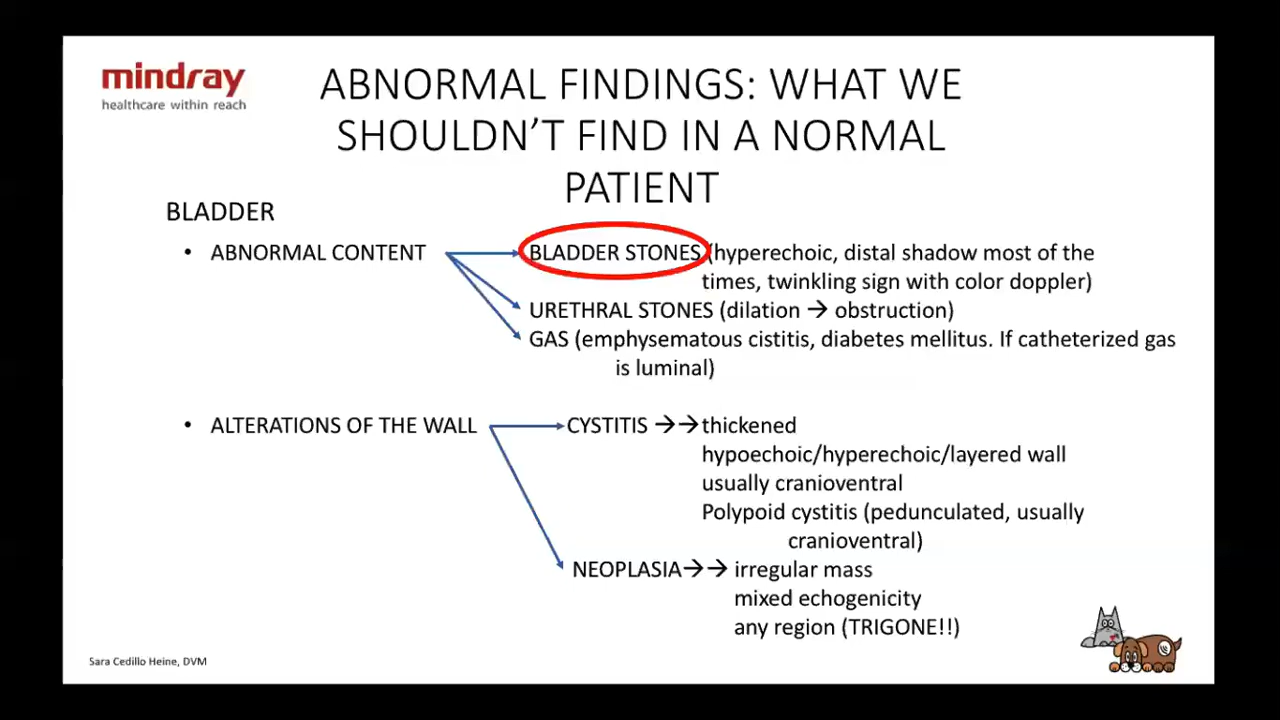 mindray
healthcare within reach
ABNORMAL FINDINGS: WHAT WE
SHOULDN'T FIND IN A NORMAL
PATIENT
BLADDER
• ABNORMAL CONTENT
BLADDER STONES (hyperechoic, distal shadow most of the
times, twinkling sign with color doppler)
URETHRAL STONES (dilation → obstruction)
GAS (emphysematous cistitis, diabetes mellitus. If catheterized gas
is luminal)
• ALTERATIONS OF THE WALL
CYSTITIS →→thickened
hypoechoic/hyperechoic/layered wall
usually cranioventral
Polypoid cystitis (pedunculated, usually
cranioventral)
NEOPLASIA→→ irregular mass
mixed echogenicity
any region (TRIGONE!!)
Sara Cedillo Heine, DVM